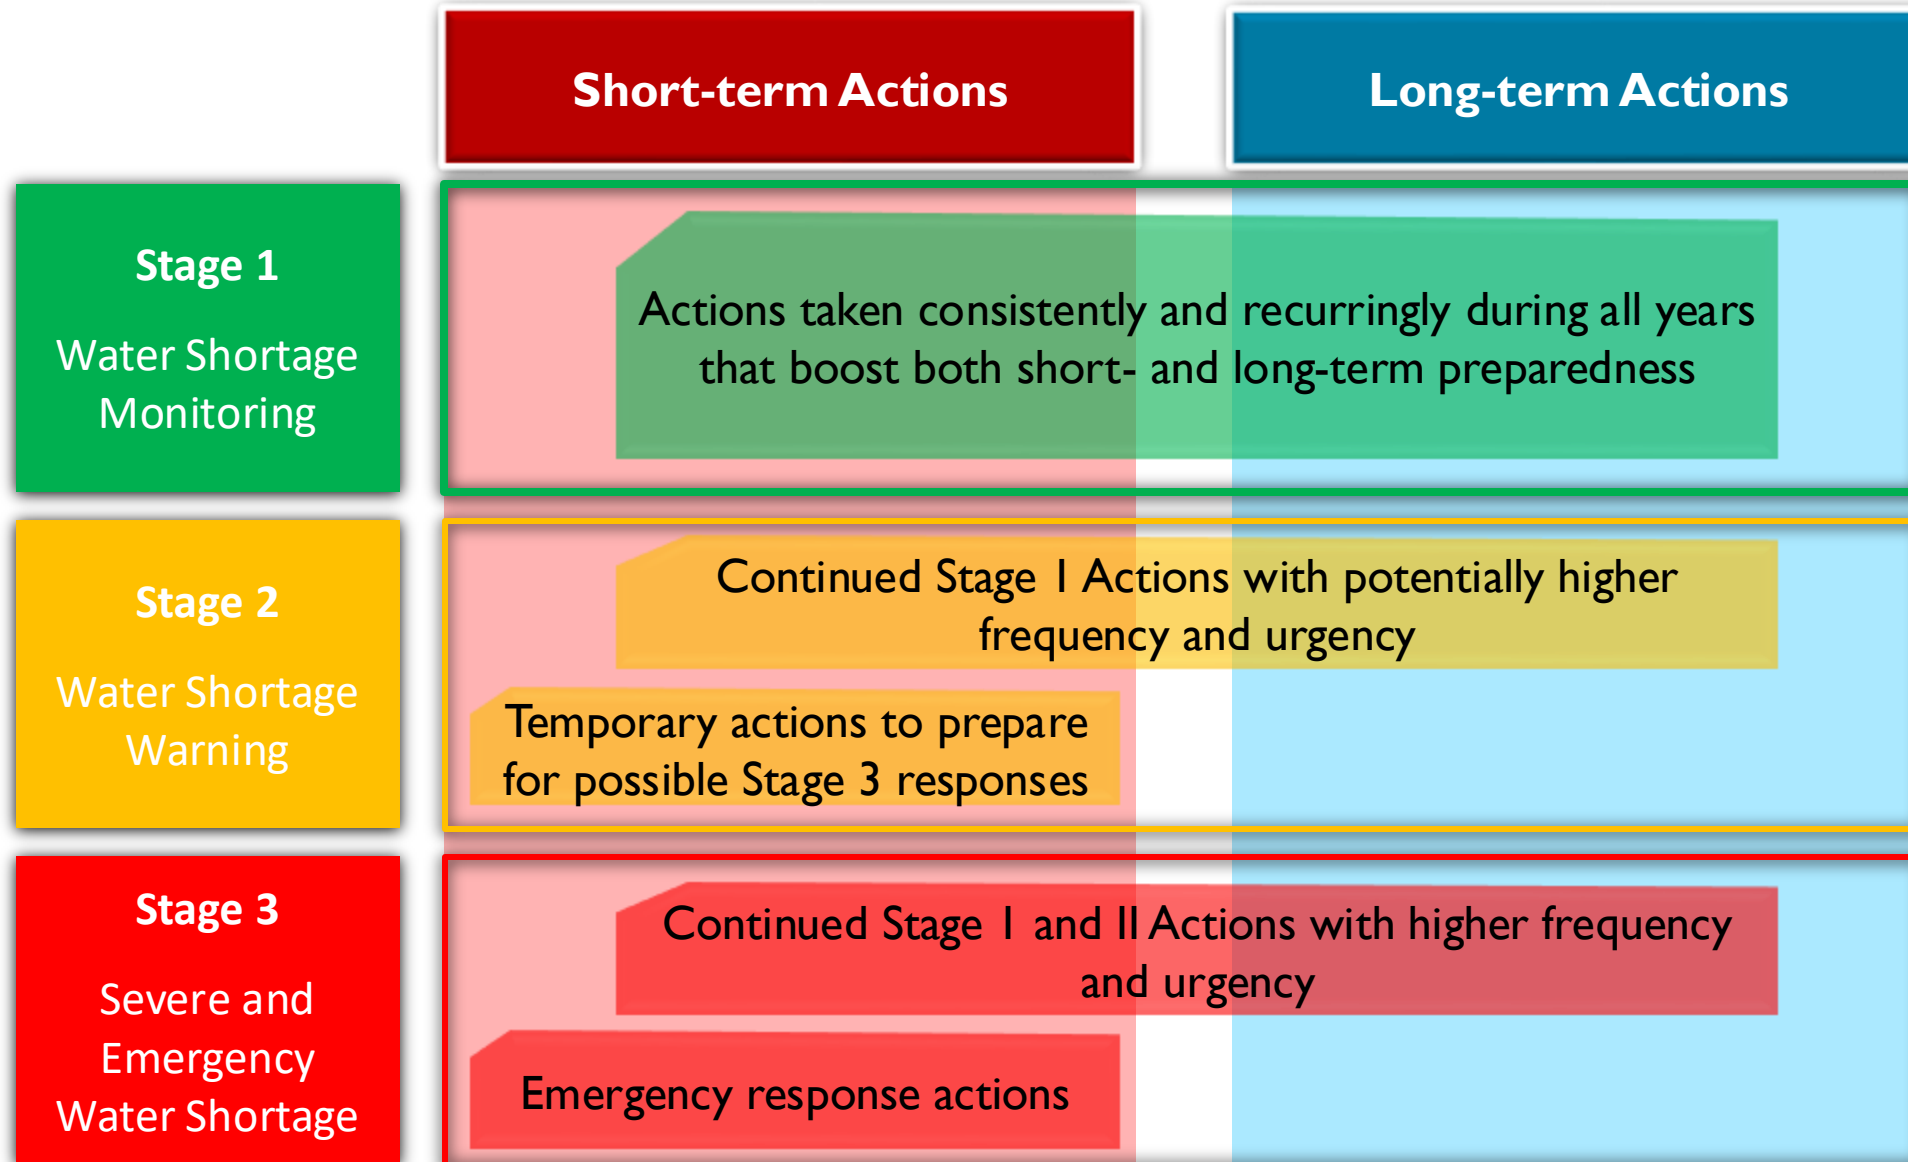 Short-term Actions
Long-term Actions
Stage 1
Water Shortage
Monitoring
Actions taken consistently and recurringly during all years
that boost both short- and long-term preparedness
Stage 2
Water Shortage
Warning
Continued Stage 1 Actions with potentially higher
frequency and urgency
Temporary actions to prepare
for possible Stage 3 responses
Stage 3
Severe and
Emergency
Water Shortage
Continued Stage 1 and II Actions with higher frequency
and urgency
Emergency response actions